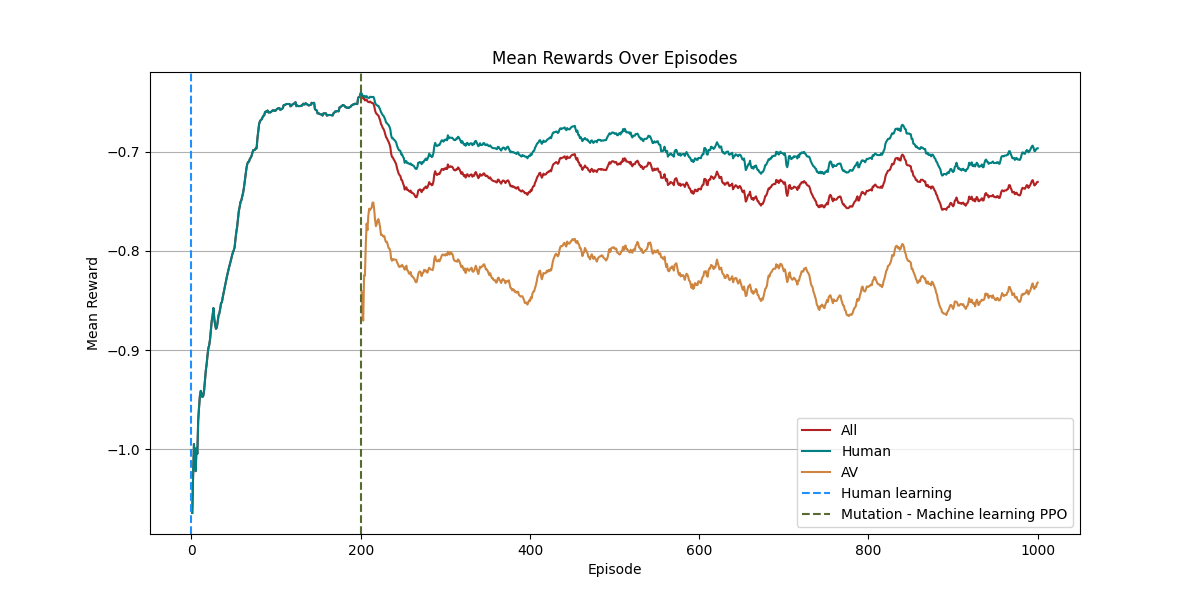 Mean Rewards Over Episodes
Mean Reward
−0.7
−0.8
−0.9
−1.0
0
200
400
600
800
1000
Episode
All
Human
AV
Human learning
Mutation - Machine learning PPO